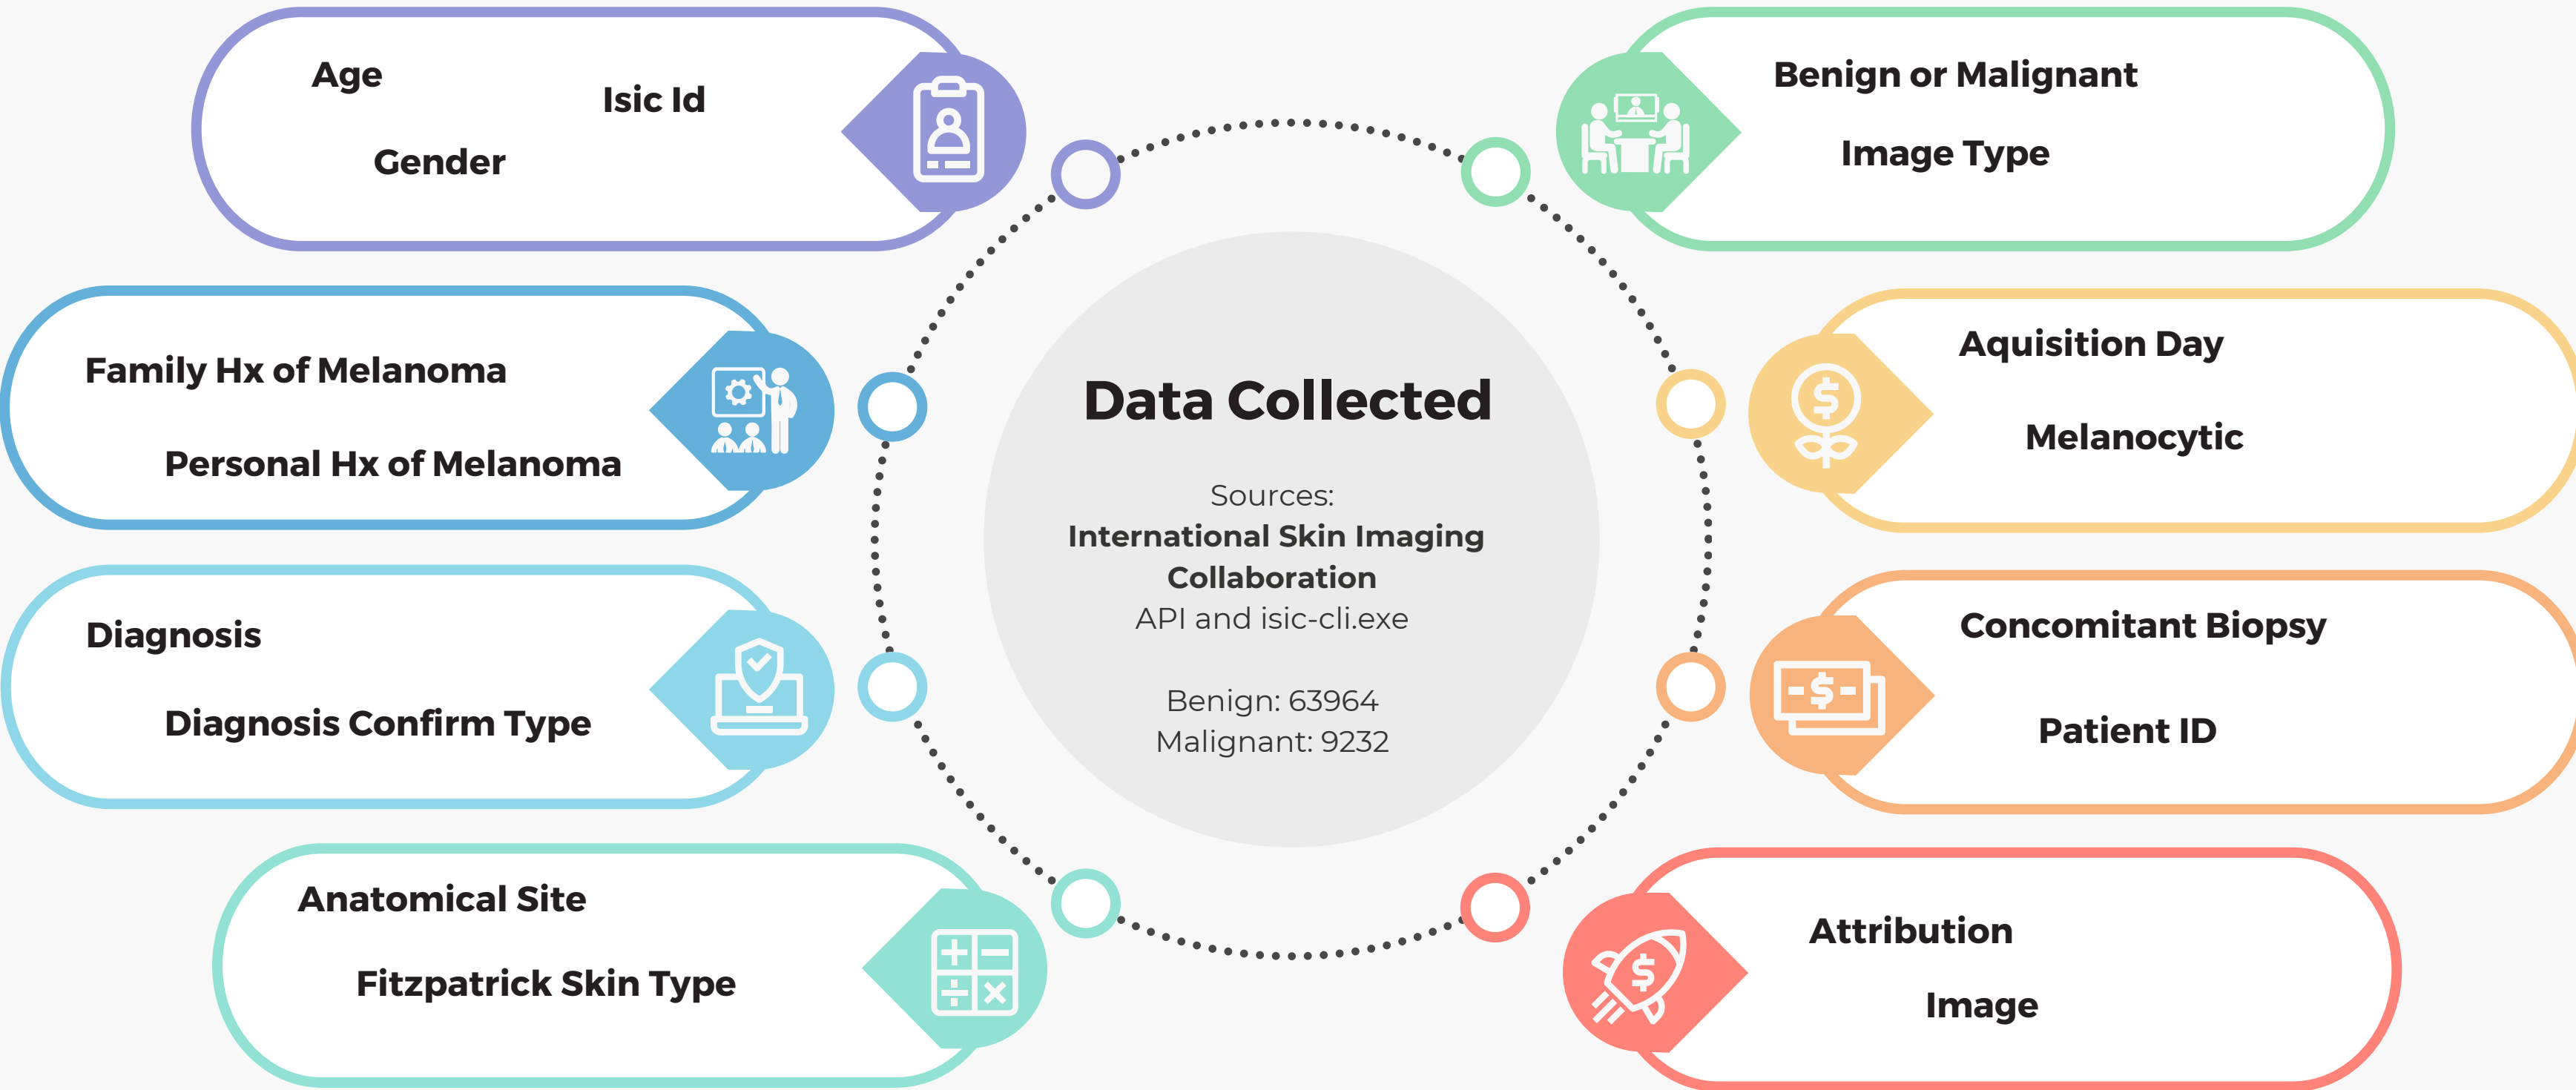 Age
Isic Id
Gender
Family Hx of Melanoma
Personal Hx of Melanoma
Diagnosis
Diagnosis Confirm Type
Anatomical Site
Fitzpatrick Skin Type
Data Collected
Sources:
International Skin Imaging
Collaboration
API and isic-cli.exe
Benign: 63964
Malignant: 9232
Benign or Malignant
Image Type
Aquisition Day
Melanocytic
Concomitant Biopsy
Patient ID
Attribution
Image